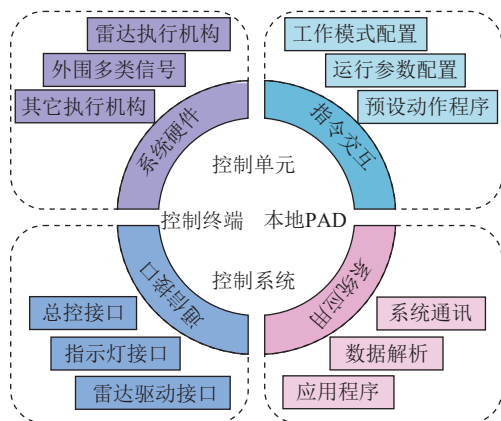 雷达执行机构
外围多类信号
其它执行机构
系统硬件
工作模式配置
运行参数配置
预设动作程序
指令交互
控制单元
控制终端
本地PAD
控制系统
通信接口
总控接口
指示灯接口
雷达驱动接口
系统应用
系统通讯
数据解析
应用程序